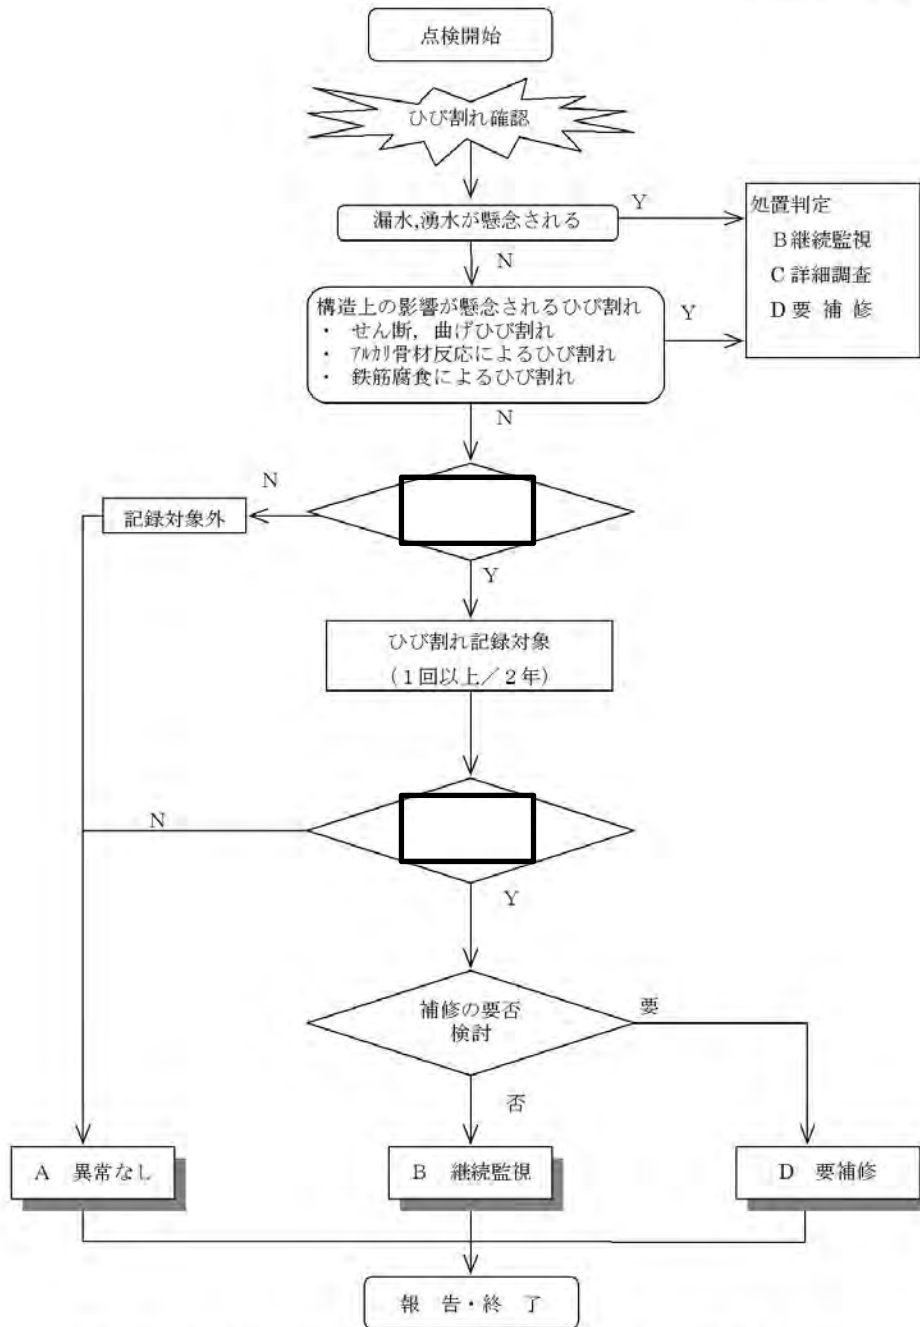 点検開始
ひび割れ確認
漏水,湧水が懸念される
Y
N
処置判定
B継続監視
C詳細調査
D要 補 修
構造上の影響が懸念されるひび割れ
・ せん断，曲げひび割れ
・ ｱﾙｶﾘ骨材反応によるひび割れ
・ 鉄筋腐食によるひび割れ
Y
N
N
記録対象外
Y
ひび割れ記録対象
(１回以上／２年)
N
Y
補修の要否
検討
要
否
A 異常なし
B 継続監視
D 要補修
報 告・終 了